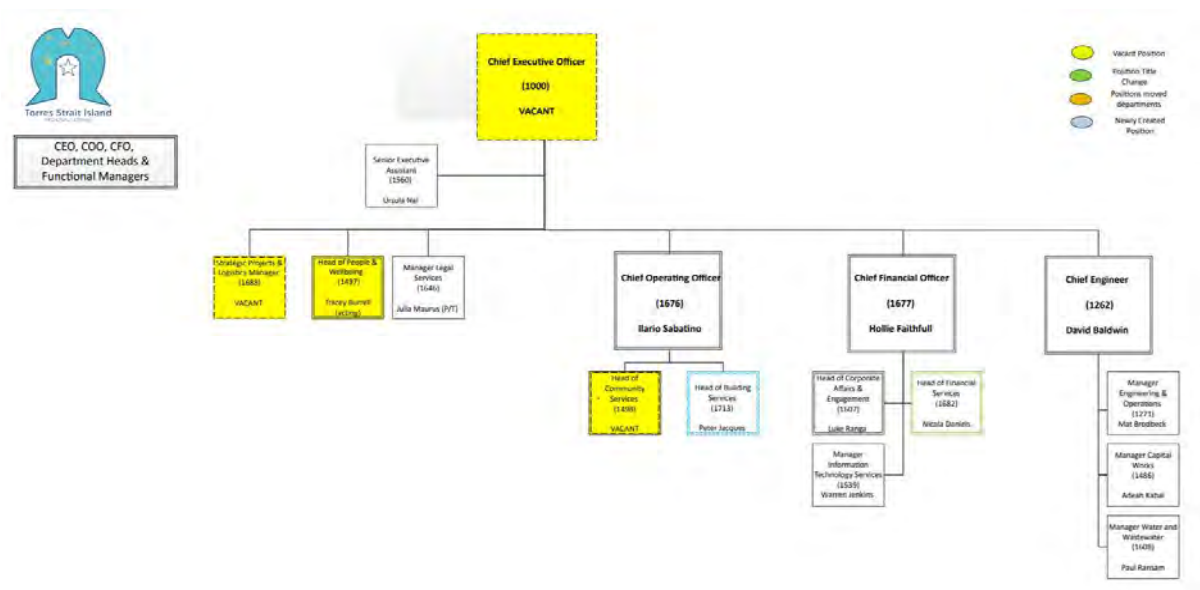 Torres Strait Island
CEO, COO, CFO,
Department Heads &
Functional Managers
Chief Executive Officer
(1000)
VACANT
Vacant Position
Position Title
Change
Positions moved
departments
Newly Created
Position
Senior Executive
Assistant
(1560)
Ursula Nai
Strategic Projects &
Logistics Manager
VACANT
Head of People &
Wellbeing
(1497)
Tracey Burrell
(acting)
Manager Legal
Services
(1646)
Julia Maurus (P/T)
Chief Operating Officer
(1676)
Ilario Sabatino
Chief Financial Officer
(1677)
Hollie Faithfull
Chief Engineer
(1262)
David Baldwin
Head of
Community
Services
(1498)
VACANT
Head of Building
Services
(1713)
Peter Jacques
Head of Corporate
Affairs &
Engagement
Luke Ranga
Head of Financial
Services
(1682)
Nicola Daniels
Manager
Information
Technology Services
(1539)
Warren Jenkins
Manager
Engineering &
Operations
(1271)
Mat Brodbeck
Manager Capital
Works
(1486)
Adeah Kabai
Manager Water and
Wastewater
Paul Ransam